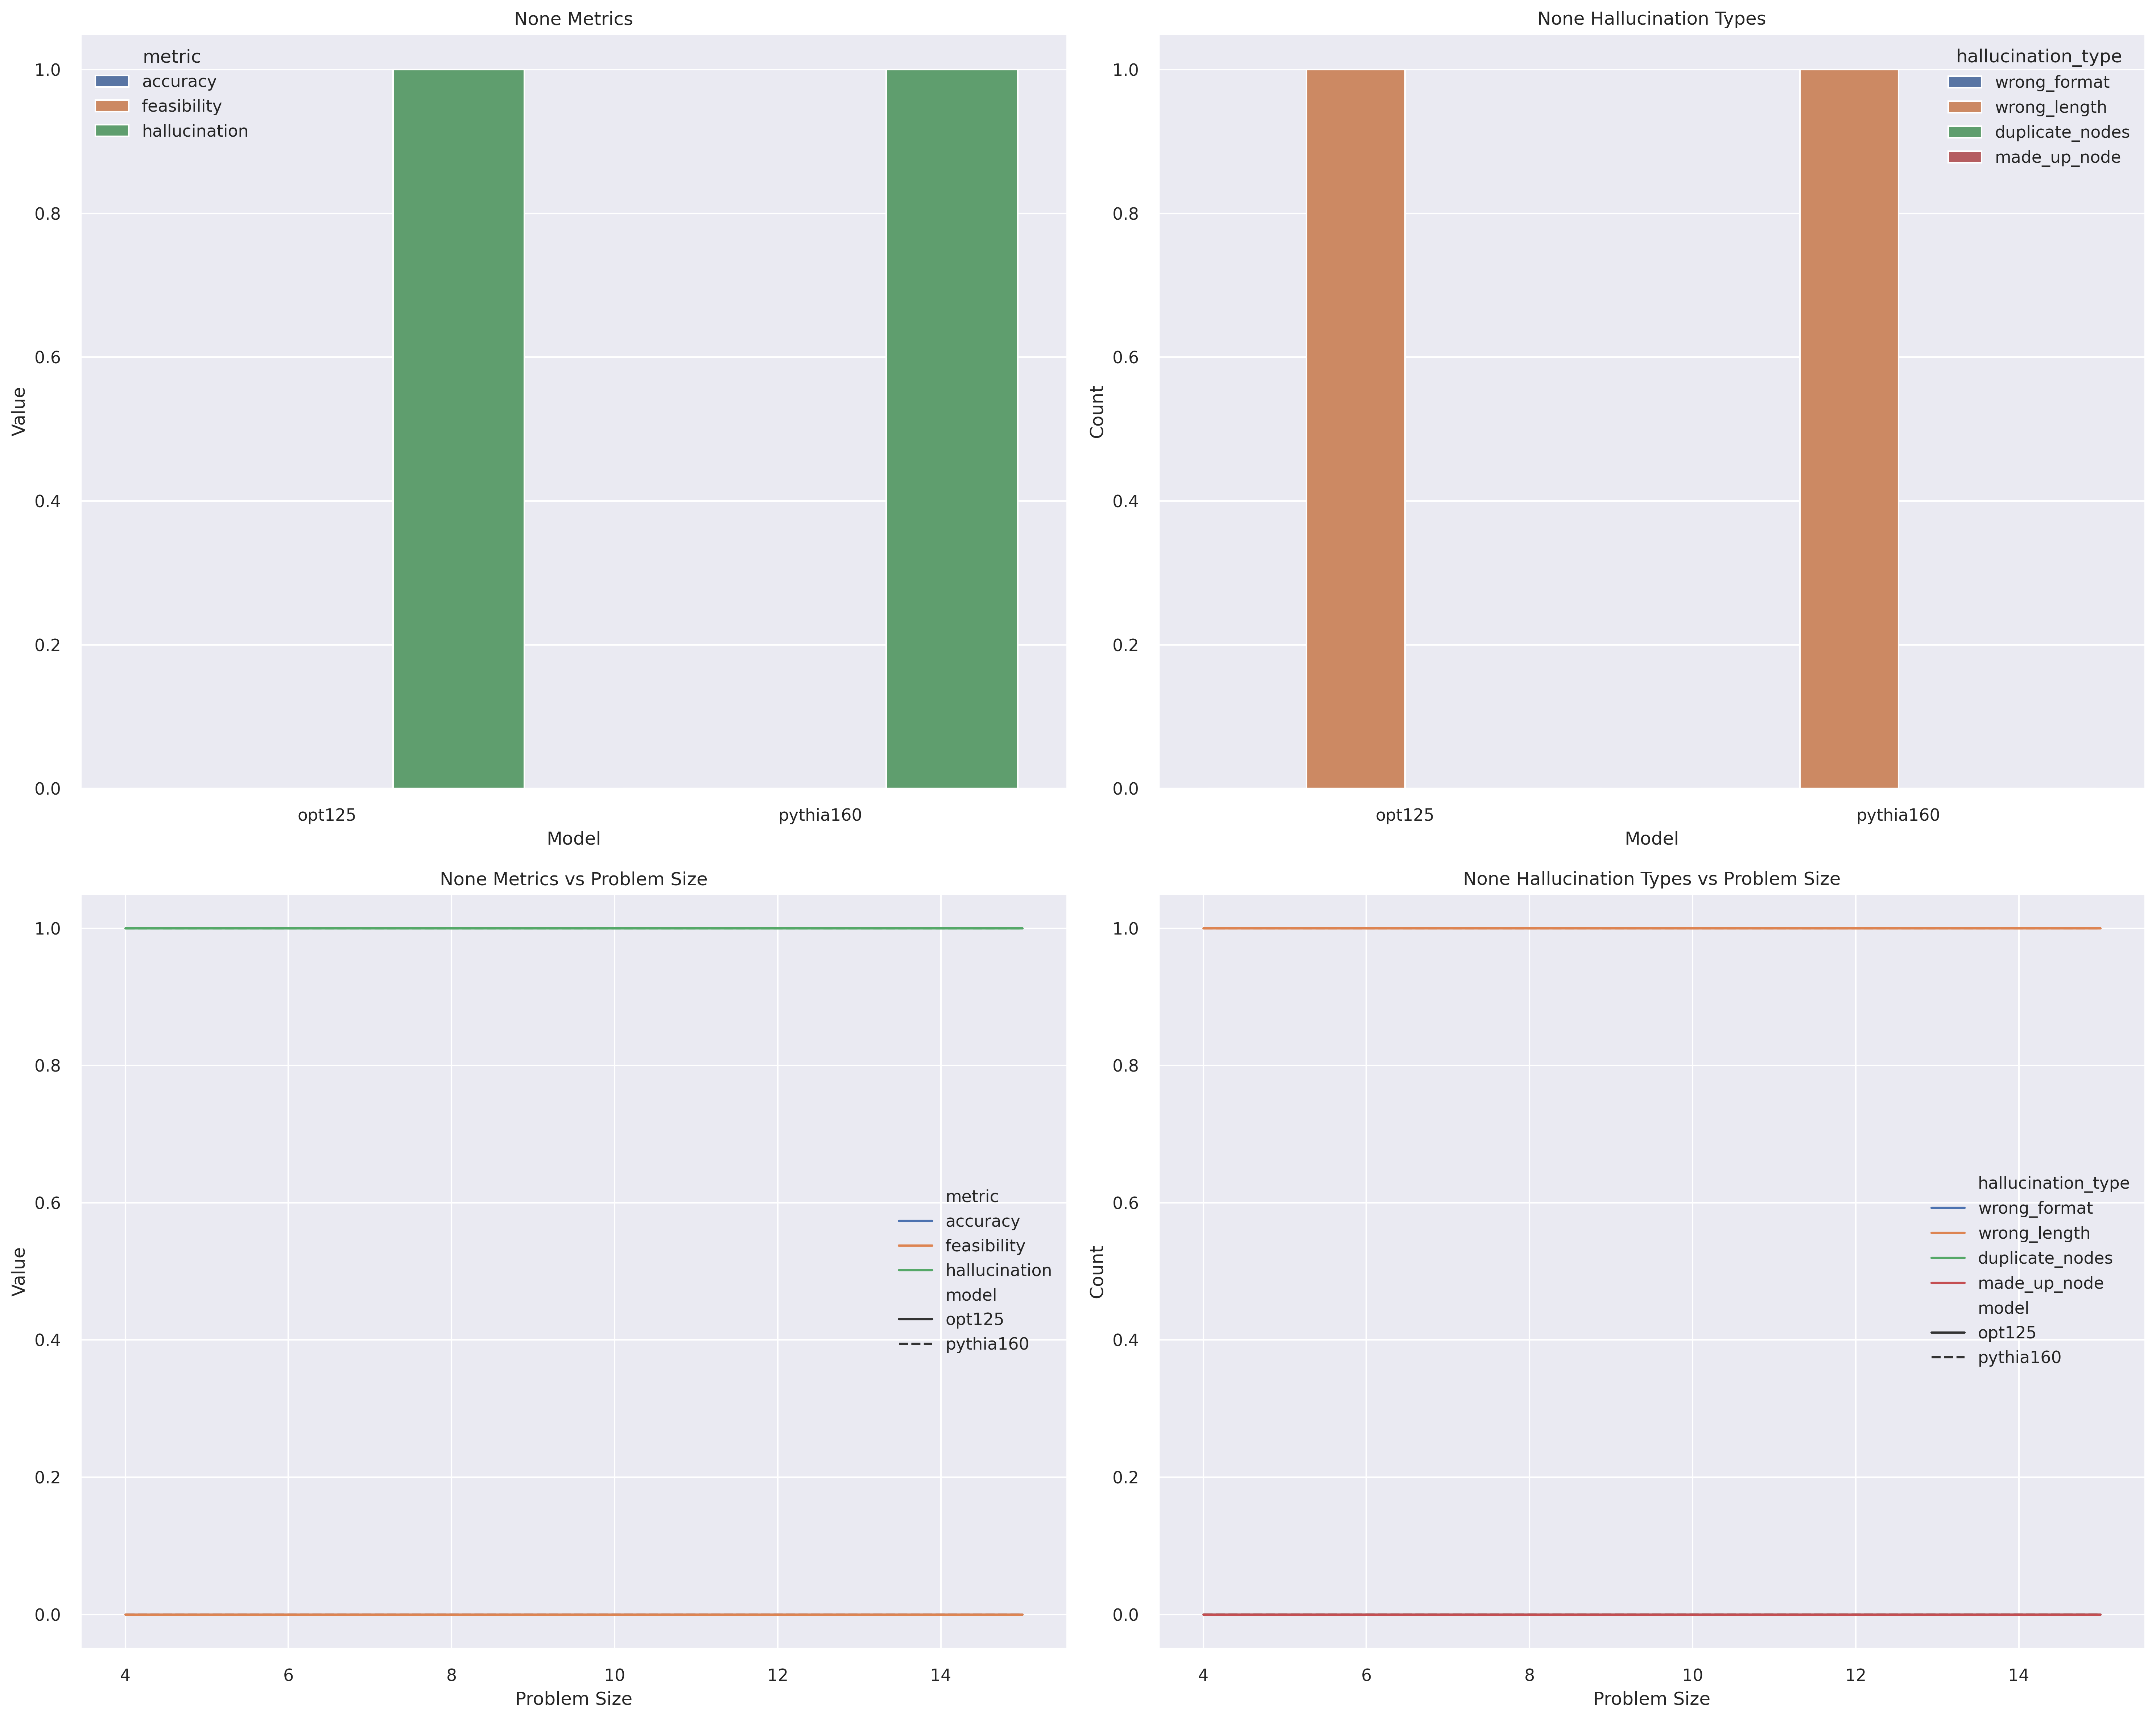 None Metrics
Value
1.0
0.8
0.6
0.4
0.2
0.0
metric
accuracy
feasibility
hallucination
opt125
pythia160
Model
None Hallucination Types
Count
1.0
0.8
0.6
0.4
0.2
0.0
hallucination_type
wrong_format
wrong_length
duplicate_nodes
made_up_node
opt125
pythia160
Model
None Metrics vs Problem Size
Value
1.0
0.8
0.6
0.4
0.2
0.0
metric
accuracy
feasibility
hallucination
model
opt125
pythia160
4 6 8 10 12 14
Problem Size
None Hallucination Types vs Problem Size
Count
1.0
0.8
0.6
0.4
0.2
0.0
hallucination_type
wrong_format
wrong_length
duplicate_nodes
made_up_node
model
opt125
pythia160
4 6 8 10 12 14
Problem Size